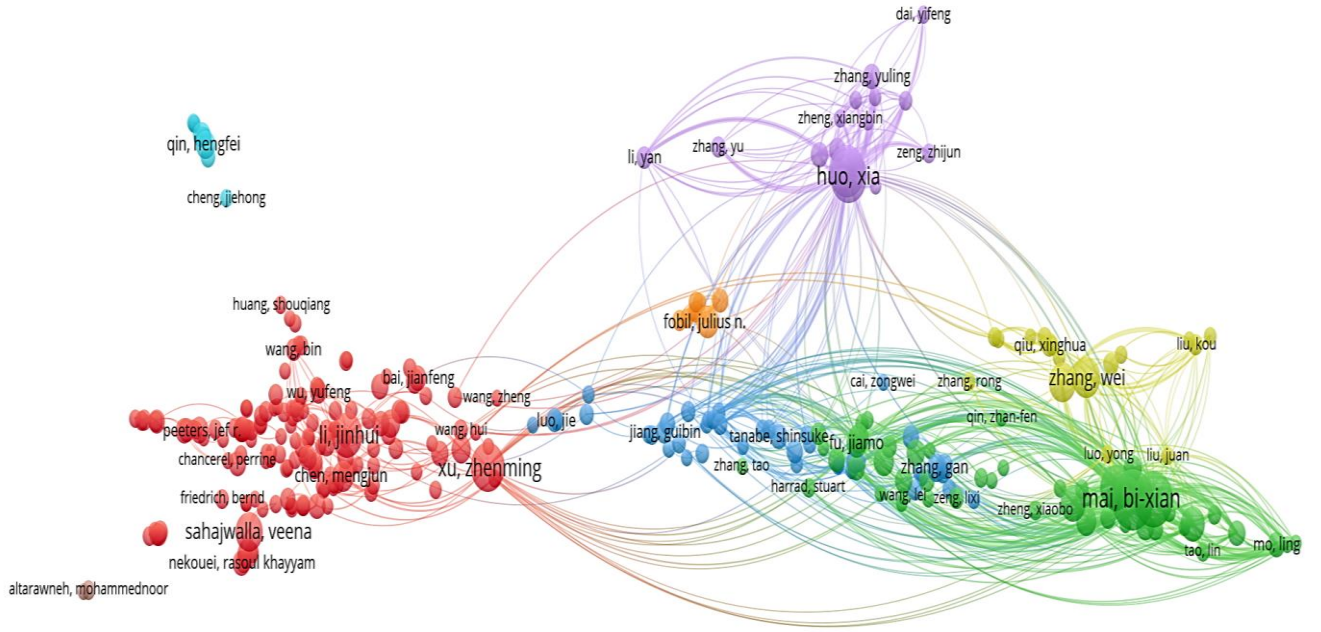 dai, yifeng
zhang, yuling
zheng, xiangbin
qin, hengfei
zhang, yu
li, yan
zeng, zhijun
huo, xia
cheng, jiehong
huang, shouqiang
fobil, julius n.
wang, bin
qiu, xinghua
liu, kou
bai, jianfeng
zhang, wei
cai, zongwei
zhang, rong
wu, yufeng
wang, zheng
qin, zhan-fen
luo, jie
peeters, jef r.
li, jinhui
wang, hui
jiang, guibin
tanabe, shinsuke
fu, jiamo
chancerel, perrine
luo, yong
liu, juan
chen, mengjun
xu, zhenming
zhang, tao
zhang, gan
harrad, stuart
friedrich, bernd
wang, lei
zeng, lixi
mai, bi-xian
zheng, xiaobo
sahajwalla, veena
tao, lin
mo, ling
nekouei, rasoul khayyam
altarawneh, mohammednoor